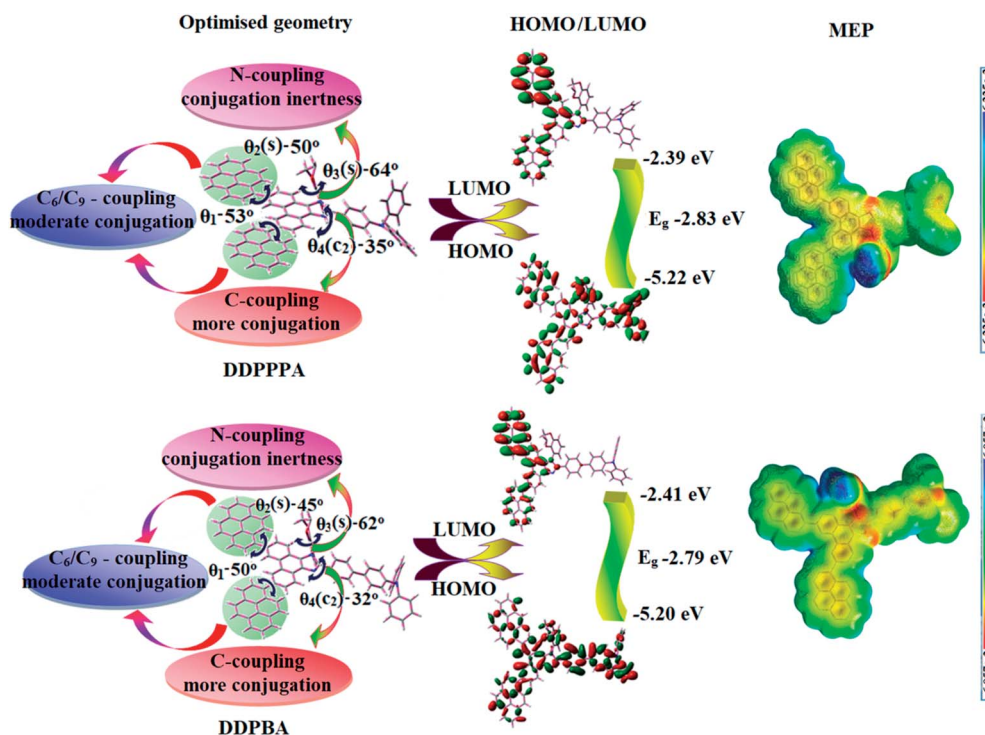 Optimised geometry
HOMO/LUMO
MEP
N-coupling
conjugation inertness
θ2(s)-50°
θ3(s)-64°
C6/C9 - coupling
moderate conjugation
θ1-53°
θ4(c2)-35°
C-coupling
more conjugation
DDPPPA
LUMO
HOMO
-2.39 eV
Eg -2.83 eV
-5.22 eV
N-coupling
conjugation inertness
θ2(s)-45°
θ3(s)-62°
C6/C9 - coupling
moderate conjugation
θ1-50°
θ4(c2)-32°
C-coupling
more conjugation
DDPBA
LUMO
HOMO
-2.41 eV
Eg -2.79 eV
-5.20 eV